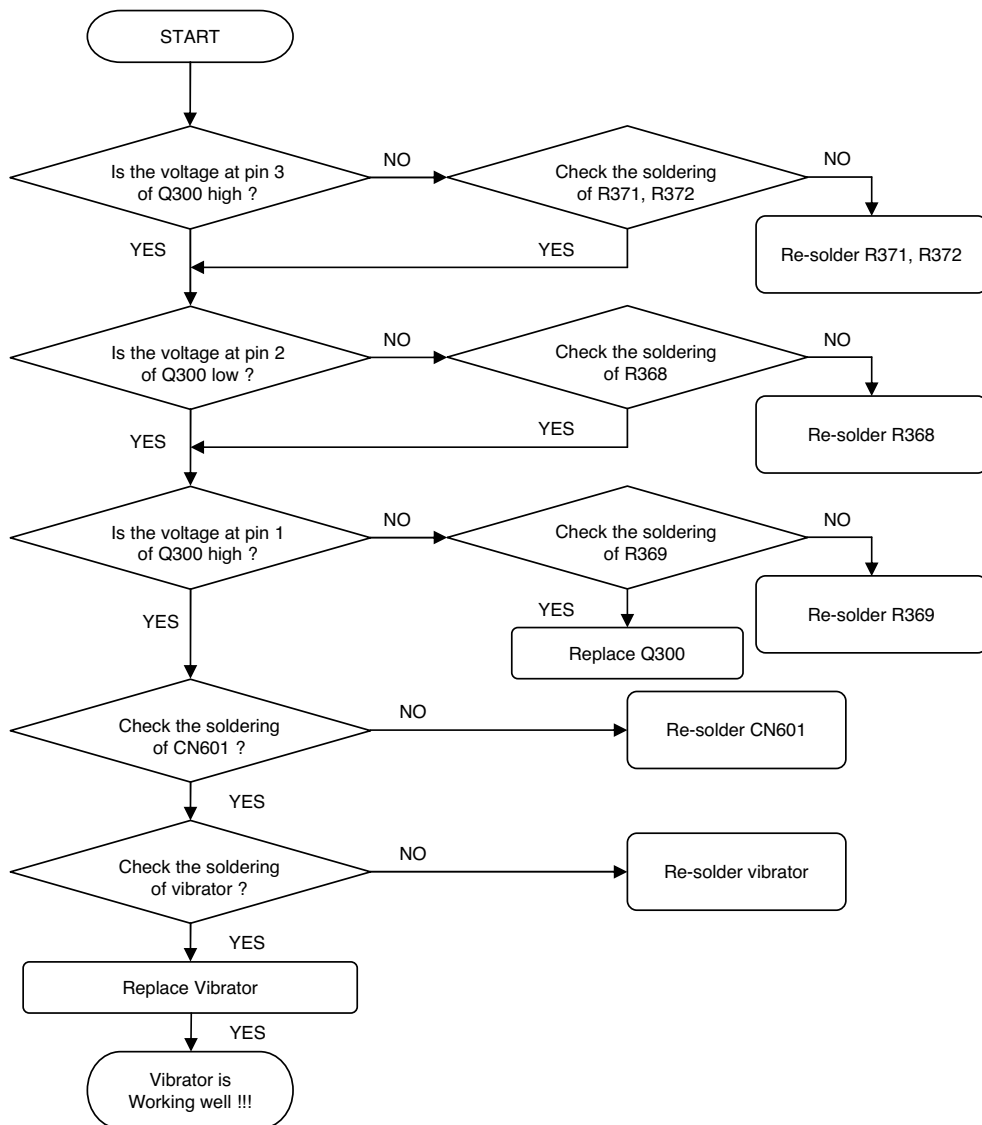 START
Is the voltage at pin 3
of Q300 high ?
NO
Check the soldering
of R371, R372
NO
Re-solder R371, R372
YES
YES
Is the voltage at pin 2
of Q300 low ?
NO
Check the soldering
of R368
NO
Re-solder R368
YES
YES
Is the voltage at pin 1
of Q300 high ?
NO
Check the soldering
of R369
NO
Re-solder R369
YES
YES
Replace Q300
Check the soldering
of CN601 ?
NO
Re-solder CN601
YES
Check the soldering
of vibrator ?
NO
Re-solder vibrator
YES
Replace Vibrator
YES
Vibrator is
Working well !!!